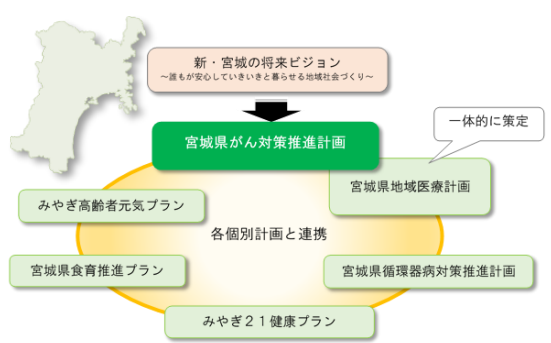 新・宮城の将来ビジョン
～誰もが安心していきいきと暮らせる地域社会づくり～
宮城県がん対策推進計画
一体的に策定
宮城県地域医療計画
みやぎ高齢者元気プラン
各個別計画と連携
宮城県食育推進プラン
宮城県循環器病対策推進計画
みやぎ２１健康プラン